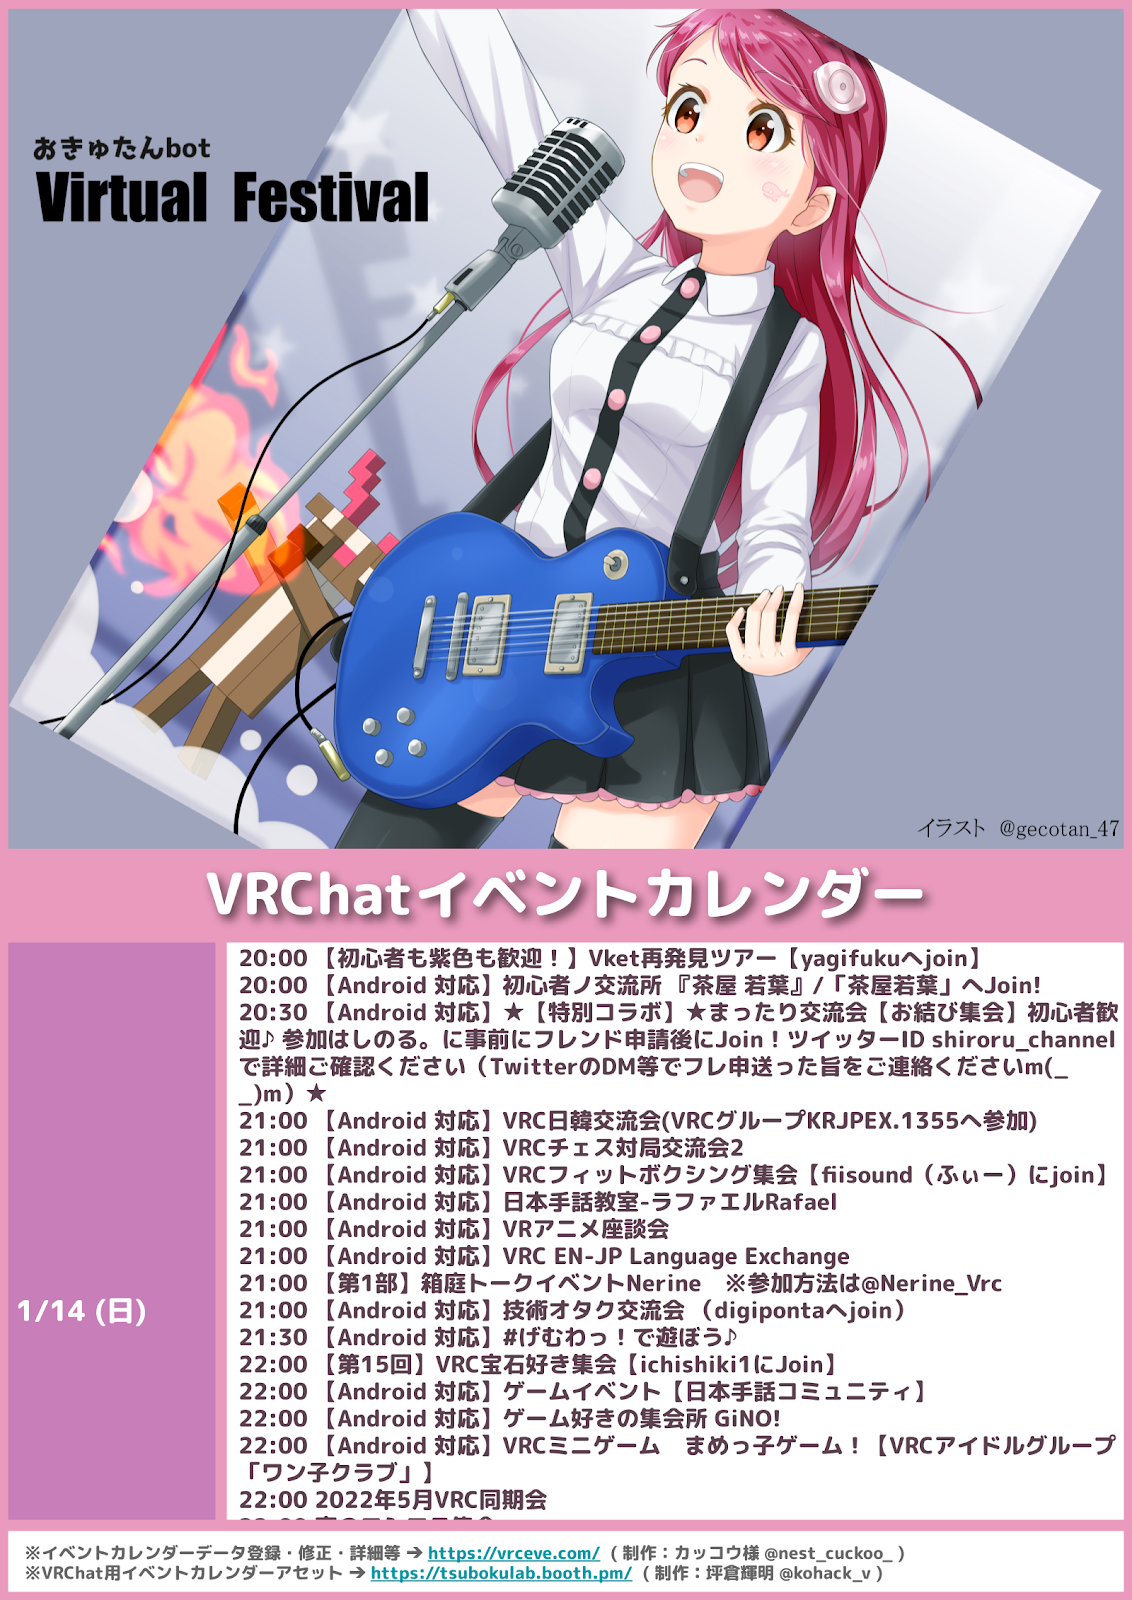 おきゅたんbot
Virtual Festival
イラスト @gecotan_47
VRChatイベントカレンダー
1/14 (日)
20:00 【初心者も紫色も歓迎！】Vket再発見ツアー【yagifukuへjoin】
20:00 【Android 対応】初心者ノ交流所 『茶屋 若葉』/「茶屋若葉」へJoin!
20:30 【Android 対応】★【特別コラボ】★まったり交流会【お結び集会】初心者歓
迎♪ 参加はしのる。に事前にフレンド申請後にJoin！ツイッターID shiroru_channel
で詳細ご確認ください（TwitterのDM等でフレ申送った旨をご連絡くださいm(_
_)m）★
21:00 【Android 対応】VRC日韓交流会(VRCグループKRJPEX.1355へ参加)
21:00 【Android 対応】VRCチェス対局交流会2
21:00 【Android 対応】VRCフィットボクシング集会【fiisound（ふぃー）にjoin】
21:00 【Android 対応】日本手話教室-ラファエルRafael
21:00 【Android 対応】VRアニメ座談会
21:00 【Android 対応】VRC EN-JP Language Exchange
21:00 【第1部】箱庭トークイベントNerine　※参加方法は@Nerine_Vrc
21:00 【Android 対応】技術オタク交流会 （digipontaへjoin）
21:30 【Android 対応】#げむわっ！で遊ぼう♪
22:00 【第15回】VRC宝石好き集会【ichishiki1にJoin】
22:00 【Android 対応】ゲームイベント【日本手話コミュニティ】
22:00 【Android 対応】ゲーム好きの集会所 GiNO!
22:00 【Android 対応】VRCミニゲーム　まめっ子ゲーム！【VRCアイドルグループ
「ワン子クラブ」】
22:00 2022年5月VRC同期会
※イベントカレンダーデータ登録・修正・詳細等 ➔ https://vrceve.com/ ( 制作：カッコウ様 @nest_cuckoo_ )
※VRChat用イベントカレンダーアセット ➔ https://tsubokulab.booth.pm/ ( 制作：坪倉輝明 @kohack_v )